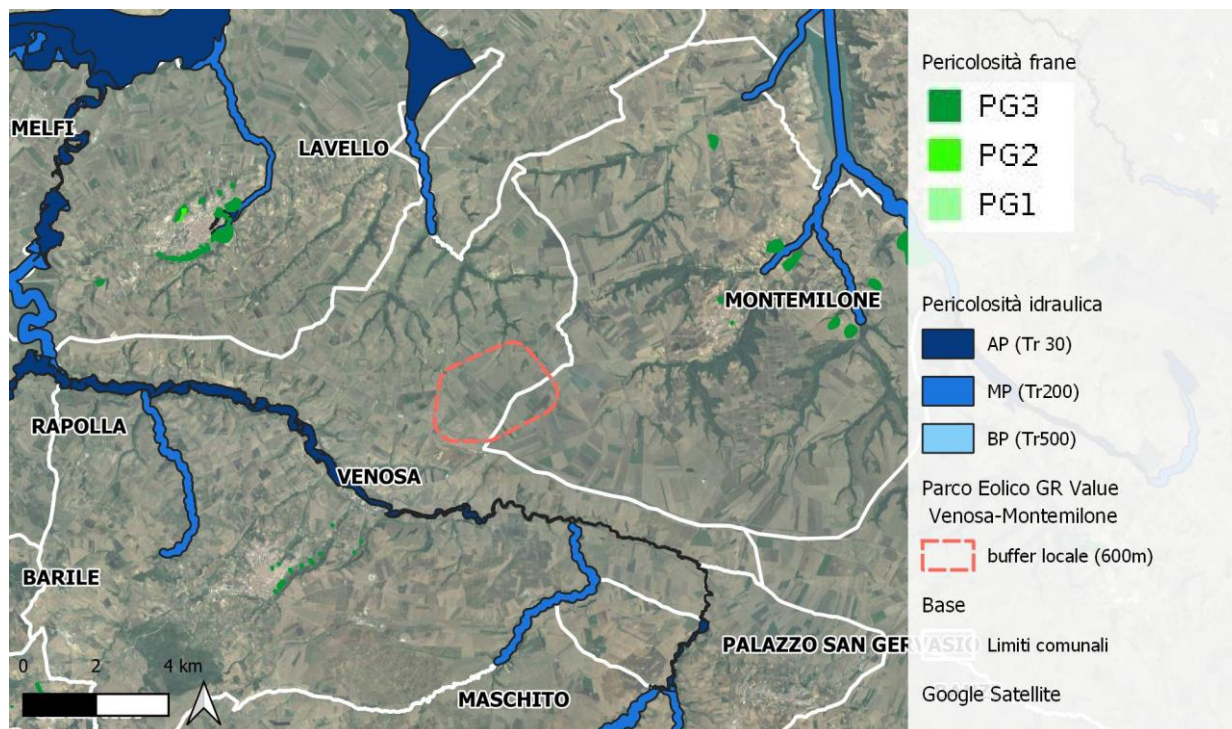 MELFI
LAVELLO
MONTEMILONE
RAPOLLA
VENOSA
BARILE
PALAZZO SAN GERVASIO
MASCHITO
0 2 4 km
Pericolosità frane
PG3
PG2
PG1
Pericolosità idraulica
AP (Tr 30)
MP (Tr200)
BP (Tr500)
Parco Eolico GR Value
Venosa-Montemilone
buffer locale (600m)
Base
Limiti comunali
Google Satellite